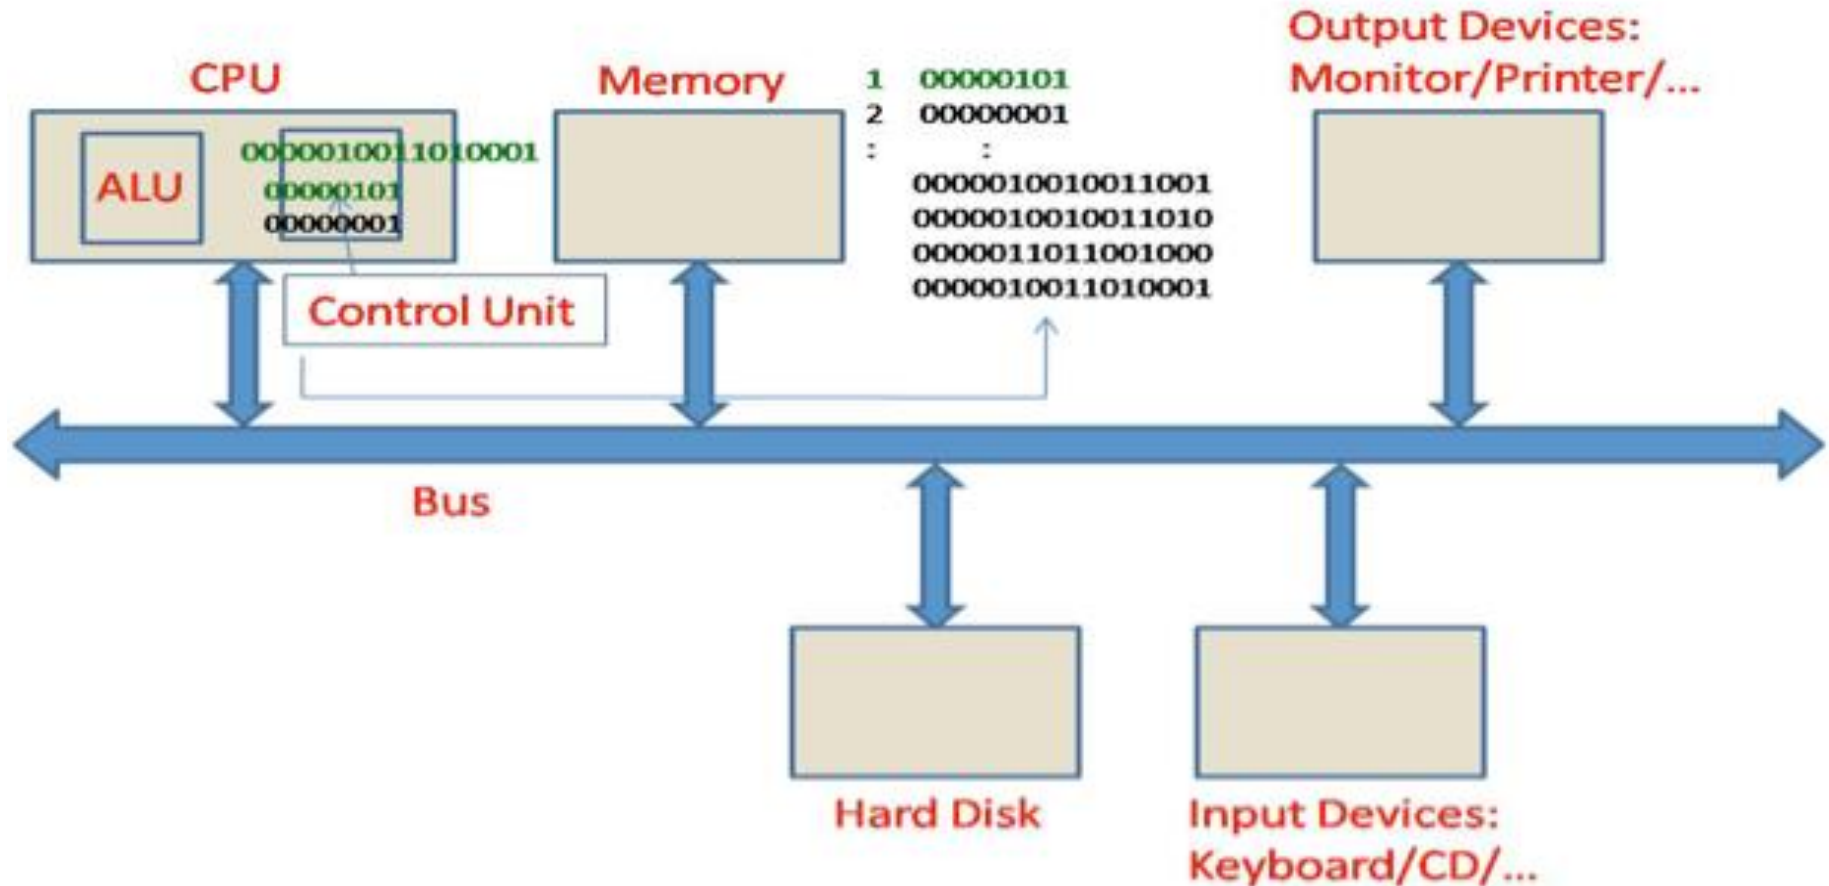 CPU
ALU
0000010011010001
00000101
00000001
Control Unit
Memory
1 00000101
2 00000001
: :
0000010010011001
0000010010011010
0000011011001000
0000010011010001
Output Devices:
Monitor/Printer/...
Bus
Hard Disk
Input Devices:
Keyboard/CD/...